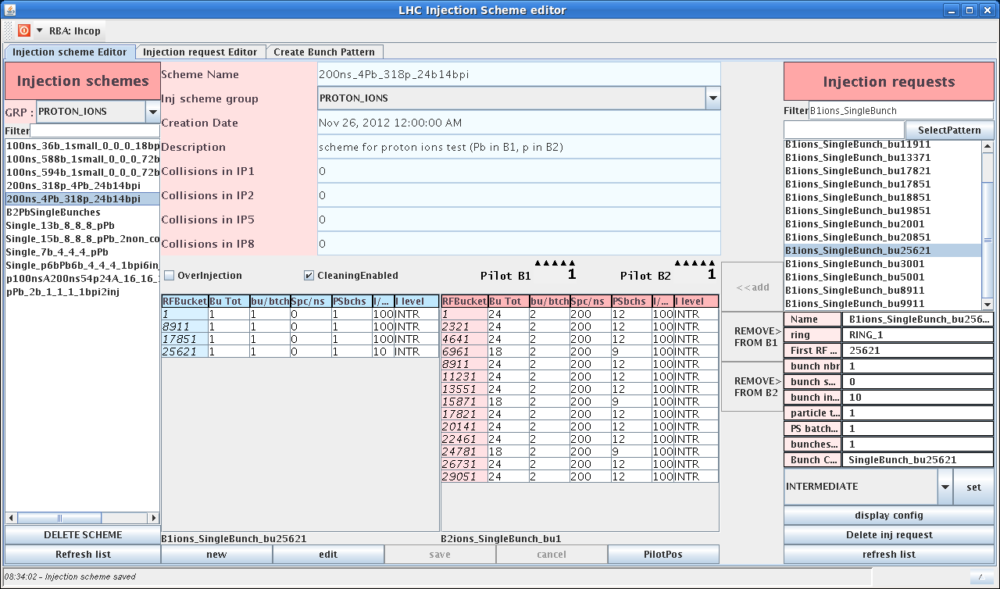 LHC Injection Scheme editor
RBA: lhcop
Injection scheme Editor
Injection request Editor
Create Bunch Pattern
Injection schemes
GRP : PROTON_IONS
Filter
100ns_36b_1small_0_0_0_18bp
100ns_588b_1small_0_0_0_72b
100ns_594b_1small_0_0_0_72b
200ns_318p_4Pb_24b14bpi
200ns_4Pb_318p_24b14bpi
B2PbSingleBunches
Single_13b_8_8_8_pPb
Single_15b_8_8_8_pPb_2non_co
Single_7b_4_4_4_pPb
Single_p6bPb6b_4_4_4_1bpi6in
p100nsA200ns54p24A_16_16_1
pPb_2b_1_1_1_1bpi2inj
DELETE SCHEME
Refresh list
Scheme Name 200ns_4Pb_318p_24b14bpi
Inj scheme group PROTON_IONS
Creation Date Nov 26, 2012 12:00:00 AM
Description scheme for proton ions test (Pb in B1, p in B2)
Collisions in IP1 0
Collisions in IP2 0
Collisions in IP5 0
Collisions in IP8 0
OverInjection CleaningEnabled Pilot B1 1 Pilot B2 1
RFBucket Bu Tot bu/btch Spc/ns PSbchs I/... I level
1 1 1 0 1 100 INTR
8911 1 1 0 1 100 INTR
17851 1 1 0 1 100 INTR
25621 1 1 0 1 10 INTR
B1ions_SingleBunch_bu25621
RFBucket Bu Tot bu/btch Spc/ns PSbchs I/... I level
1 24 2 200 12 100 INTR
2321 24 2 200 12 100 INTR
4641 24 2 200 12 100 INTR
6961 18 2 200 9 100 INTR
8911 24 2 200 12 100 INTR
11231 24 2 200 12 100 INTR
13551 24 2 200 12 100 INTR
15871 18 2 200 9 100 INTR
17821 24 2 200 12 100 INTR
20141 24 2 200 12 100 INTR
22461 24 2 200 12 100 INTR
24781 18 2 200 9 100 INTR
26731 24 2 200 12 100 INTR
29051 24 2 200 12 100 INTR
B2ions_SingleBunch_bu1
new edit save cancel PilotPos
<<add
REMOVE>
FROM B1
REMOVE>
FROM B2
Injection requests
Filter B1ions_SingleBunch
SelectPattern
B1ions_SingleBunch_bu11911
B1ions_SingleBunch_bu13371
B1ions_SingleBunch_bu17821
B1ions_SingleBunch_bu17851
B1ions_SingleBunch_bu18851
B1ions_SingleBunch_bu19851
B1ions_SingleBunch_bu2001
B1ions_SingleBunch_bu20851
B1ions_SingleBunch_bu25621
B1ions_SingleBunch_bu3001
B1ions_SingleBunch_bu5001
B1ions_SingleBunch_bu8911
B1ions_SingleBunch_bu9911
Name B1ions_SingleBunch_bu256...
ring RING_1
First RF ... 25621
bunch nbr 1
bunch s... 0
bunch in... 10
particle t... 1
PS batch... 1
bunches... 1
Bunch C... SingleBunch_bu25621
INTERMEDIATE set
display config
Delete inj request
refresh list
08:34:02 - Injection scheme saved